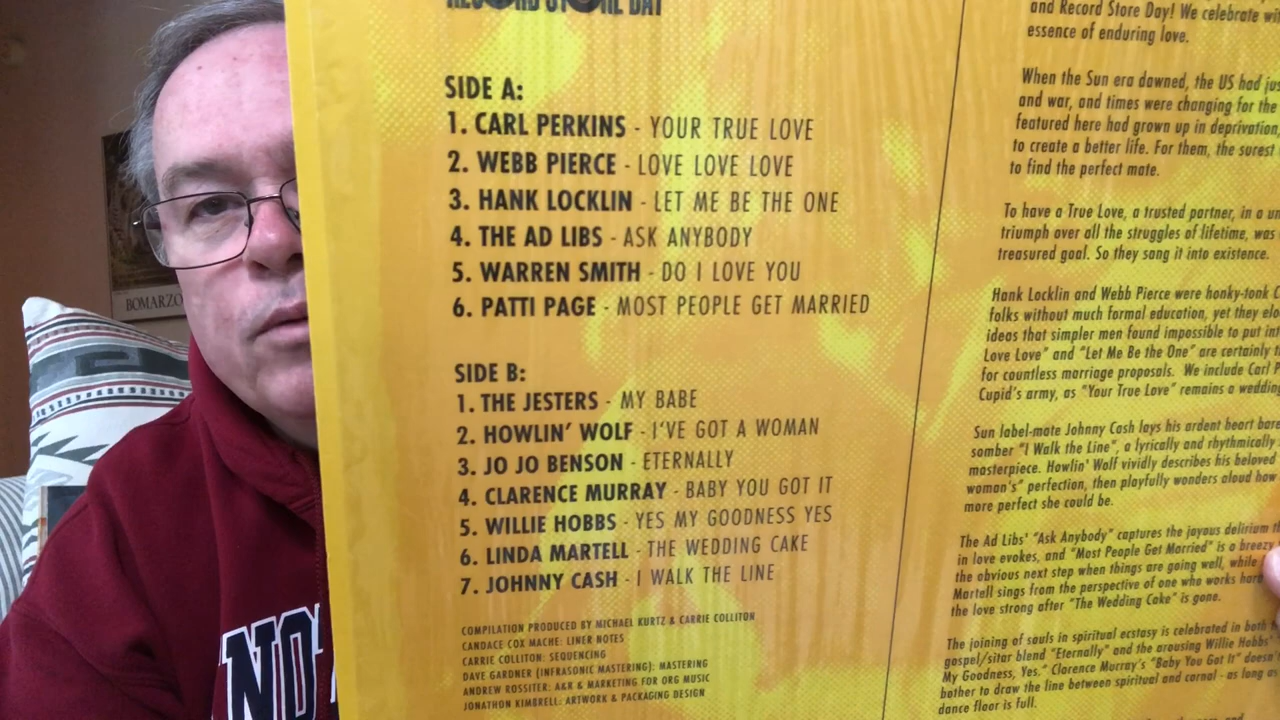 RECORD STORE DAY
SIDE A:
1. CARL PERKINS - YOUR TRUE LOVE
2. WEBB PIERCE - LOVE LOVE LOVE
3. HANK LOCKLIN - LET ME BE THE ONE
4. THE AD LIBS - ASK ANYBODY
5. WARREN SMITH - DO I LOVE YOU
6. PATTI PAGE - MOST PEOPLE GET MARRIED
SIDE B:
1. THE JESTERS - MY BABE
2. HOWLIN' WOLF - I'VE GOT A WOMAN
3. JO JO BENSON - ETERNALLY
4. CLARENCE MURRAY - BABY YOU GOT IT
5. WILLIE HOBBS - YES MY GOODNESS YES
6. LINDA MARTELL - THE WEDDING CAKE
7. JOHNNY CASH - I WALK THE LINE
COMPILATION PRODUCED BY MICHAEL KURTZ & CARRIE COLLITON
CANDACE COX MACHE: LINER NOTES
CARRIE COLLITON: SEQUENCING
DAVE GARDNER (INFRASONIC MASTERING): MASTERING
ANDREW ROSSITER: A&R & MARKETING FOR ORG MUSIC
JONATHON KIMBRELL: ARTWORK & PACKAGING DESIGN
and Record Store Day! We celebrate
essence of enduring love.
When the Sun era dawned, the US had
and war, and times were changing for the
featured here had grown up in deprivation,
to create a better life. For them, the surest
to find the perfect mate.
To have a True Love, a trusted partner, in a
triumph over all the struggles of lifetime, was
treasured goal. So they sang it into existence.
Hank Locklin and Webb Pierce were honky-tonk
folks without much formal education, yet they
ideas that simpler men found impossible to put
Love Love" and "Let Me Be the One" are certainly
for countless marriage proposals. We include Carl
Cupid's army, as "Your True Love" remains a
Sun label-mate Johnny Cash lays his ardent heart
somber "I Walk the Line", a lyrically and rhythmically
masterpiece. Howlin' Wolf vividly describes his beloved
woman's" perfection, then playfully wonders aloud how
more perfect she could be.
The Ad Libs' "Ask Anybody" captures the joyous delirium
in love evokes, and "Most People Get Married" is a breezy
the obvious next step when things are going well, while
Martell sings from the perspective of one who works hard
the love strong after "The Wedding Cake" is gone.
The joining of souls in spiritual ecstasy is celebrated in both
gospel/sitar blend "Eternally" and the arousing Willie Hobbs'
My Goodness, Yes." Clarence Murray's "Baby You Got It" doesn't
bother to draw the line between spiritual and carnal - as long as
dance floor is full.
BOMARZO
NO